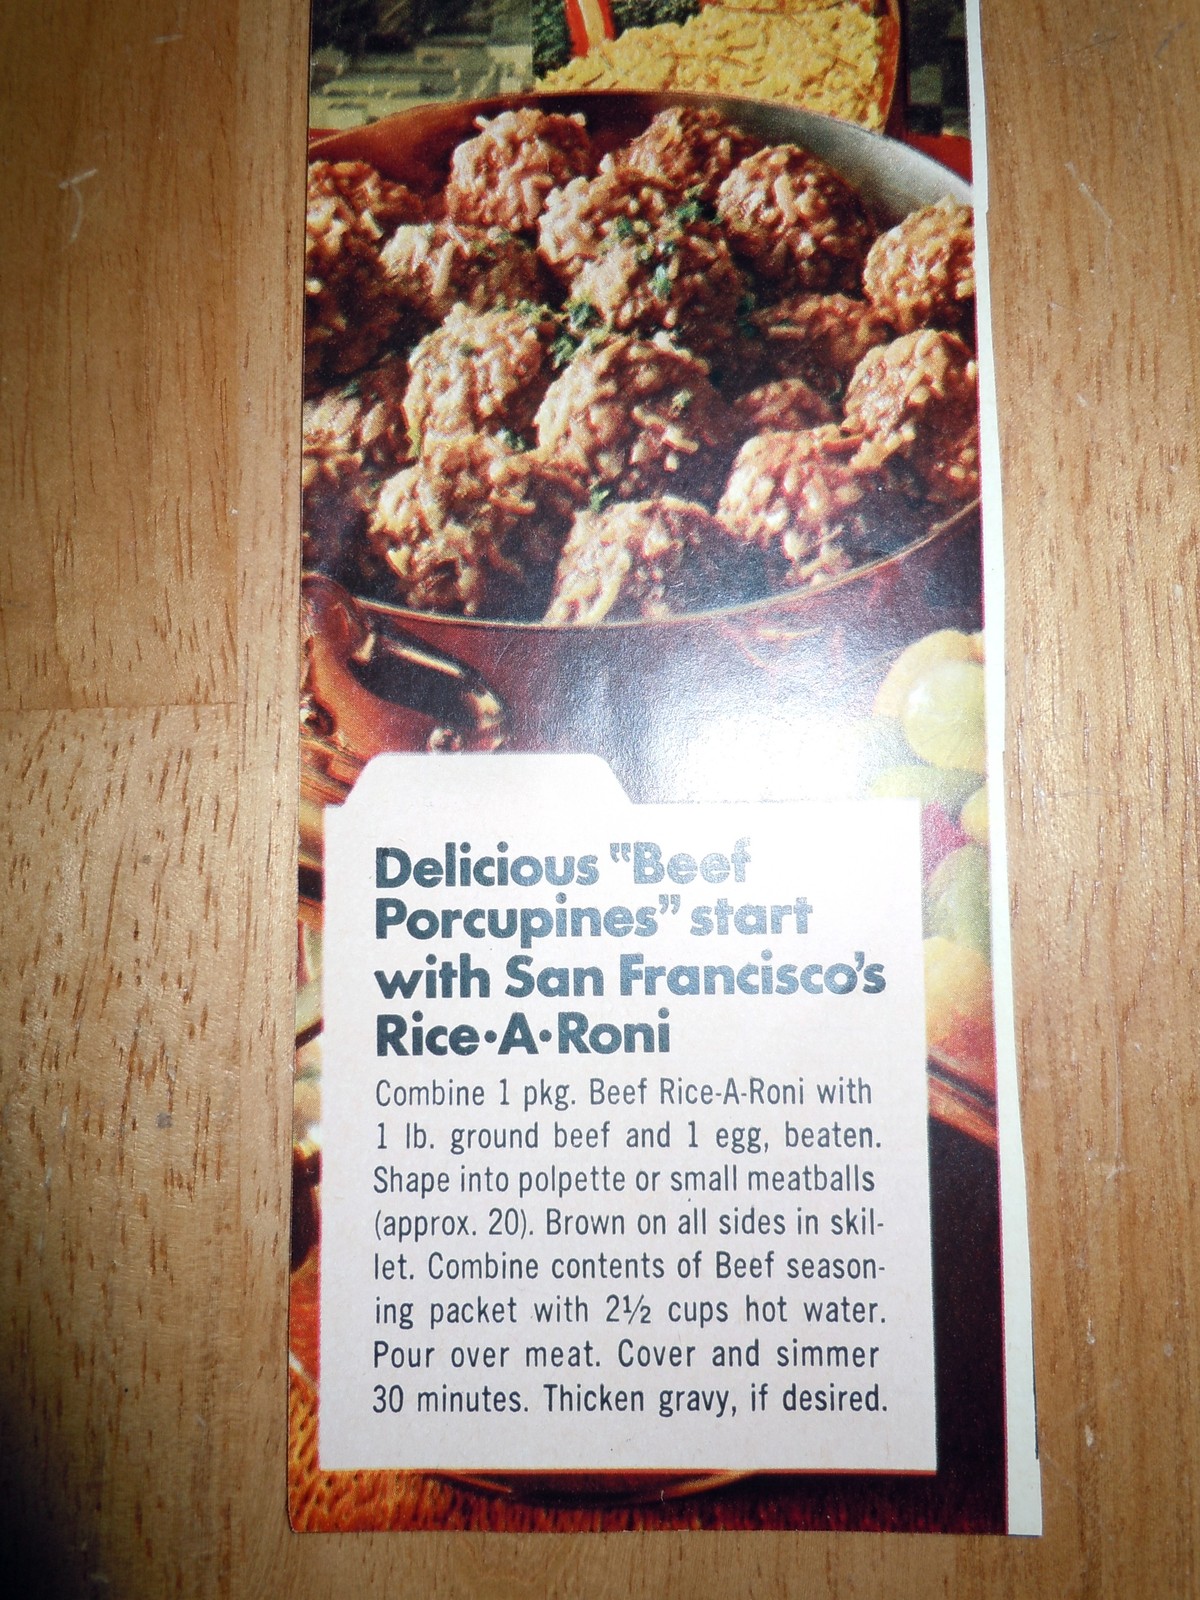 Delicious "Beef
Porcupines" start
with San Francisco's
Rice•A•Roni
Combine 1 pkg. Beef Rice-A-Roni with
1 lb. ground beef and 1 egg, beaten.
Shape into polpette or small meatballs
(approx. 20). Brown on all sides in skil-
let. Combine contents of Beef season-
ing packet with 2½ cups hot water.
Pour over meat. Cover and simmer
30 minutes. Thicken gravy, if desired.